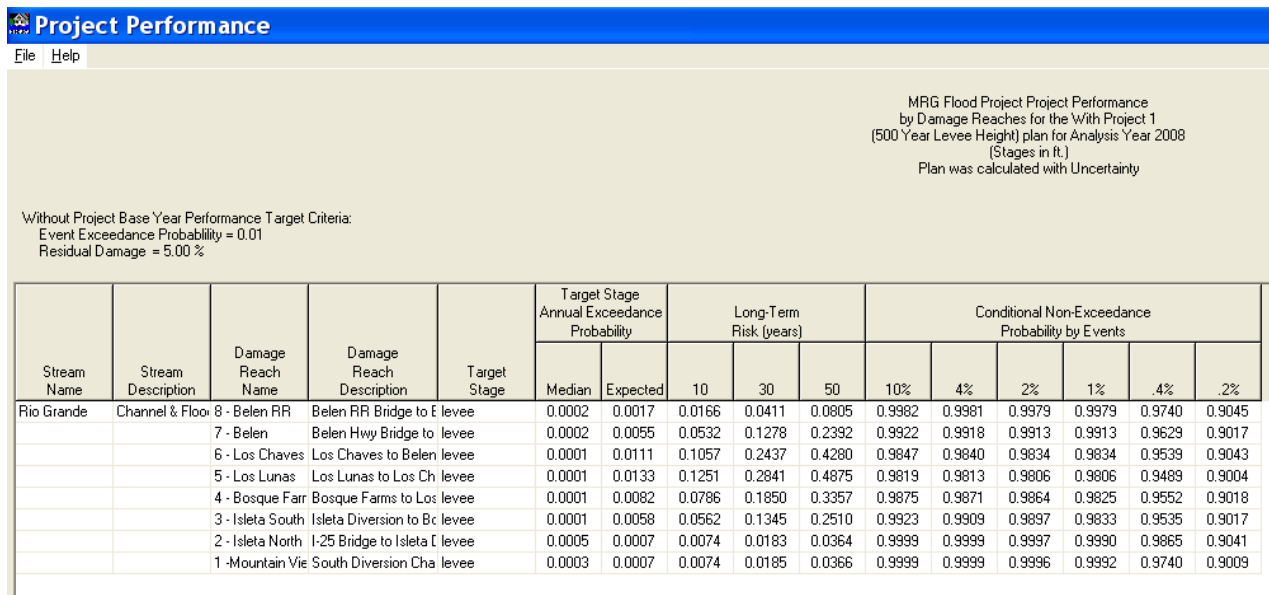 Project Performance
File Help
MRG Flood Project Project Performance
by Damage Reaches for the With Project 1
(500 Year Levee Height) plan for Analysis Year 2008
(Stages in ft.)
Plan was calculated with Uncertainty
Without Project Base Year Performance Target Criteria:
Event Exceedance Probablility = 0.01
Residual Damage = 5.00 %
Target Stage
Annual Exceedance
Probability
Long-Term
Risk (years)
Conditional Non-Exceedance
Probability by Events
Stream
Name
Stream
Description
Damage
Reach
Name
Damage
Reach
Description
Target
Stage
Median Expected 10 30 50 10% 4% 2% 1% .4% .2%
Rio Grande Channel & Floo 8 - Belen RR Belen RR Bridge to E levee 0.0002 0.0017 0.0166 0.0411 0.0805 0.9982 0.9981 0.9979 0.9979 0.9740 0.9045
7 - Belen Belen Hwy Bridge to levee 0.0002 0.0055 0.0532 0.1278 0.2392 0.9922 0.9918 0.9913 0.9913 0.9629 0.9017
6 - Los Chaves Los Chaves to Belen levee 0.0001 0.0111 0.1057 0.2437 0.4280 0.9847 0.9840 0.9834 0.9834 0.9539 0.9043
5 - Los Lunas Los Lunas to Los Ch levee 0.0001 0.0133 0.1251 0.2841 0.4875 0.9819 0.9813 0.9806 0.9806 0.9489 0.9004
4 - Bosque Farr Bosque Farms to Los levee 0.0001 0.0082 0.0786 0.1850 0.3357 0.9875 0.9871 0.9864 0.9825 0.9552 0.9018
3 - Isleta South Isleta Diversion to Bo levee 0.0001 0.0058 0.0562 0.1345 0.2510 0.9923 0.9909 0.9897 0.9833 0.9535 0.9017
2 - Isleta North I-25 Bridge to Isleta D levee 0.0005 0.0007 0.0074 0.0183 0.0364 0.9999 0.9999 0.9997 0.9990 0.9865 0.9041
1 -Mountain Vie South Diversion Cha levee 0.0003 0.0007 0.0074 0.0185 0.0366 0.9999 0.9999 0.9996 0.9992 0.9740 0.9009